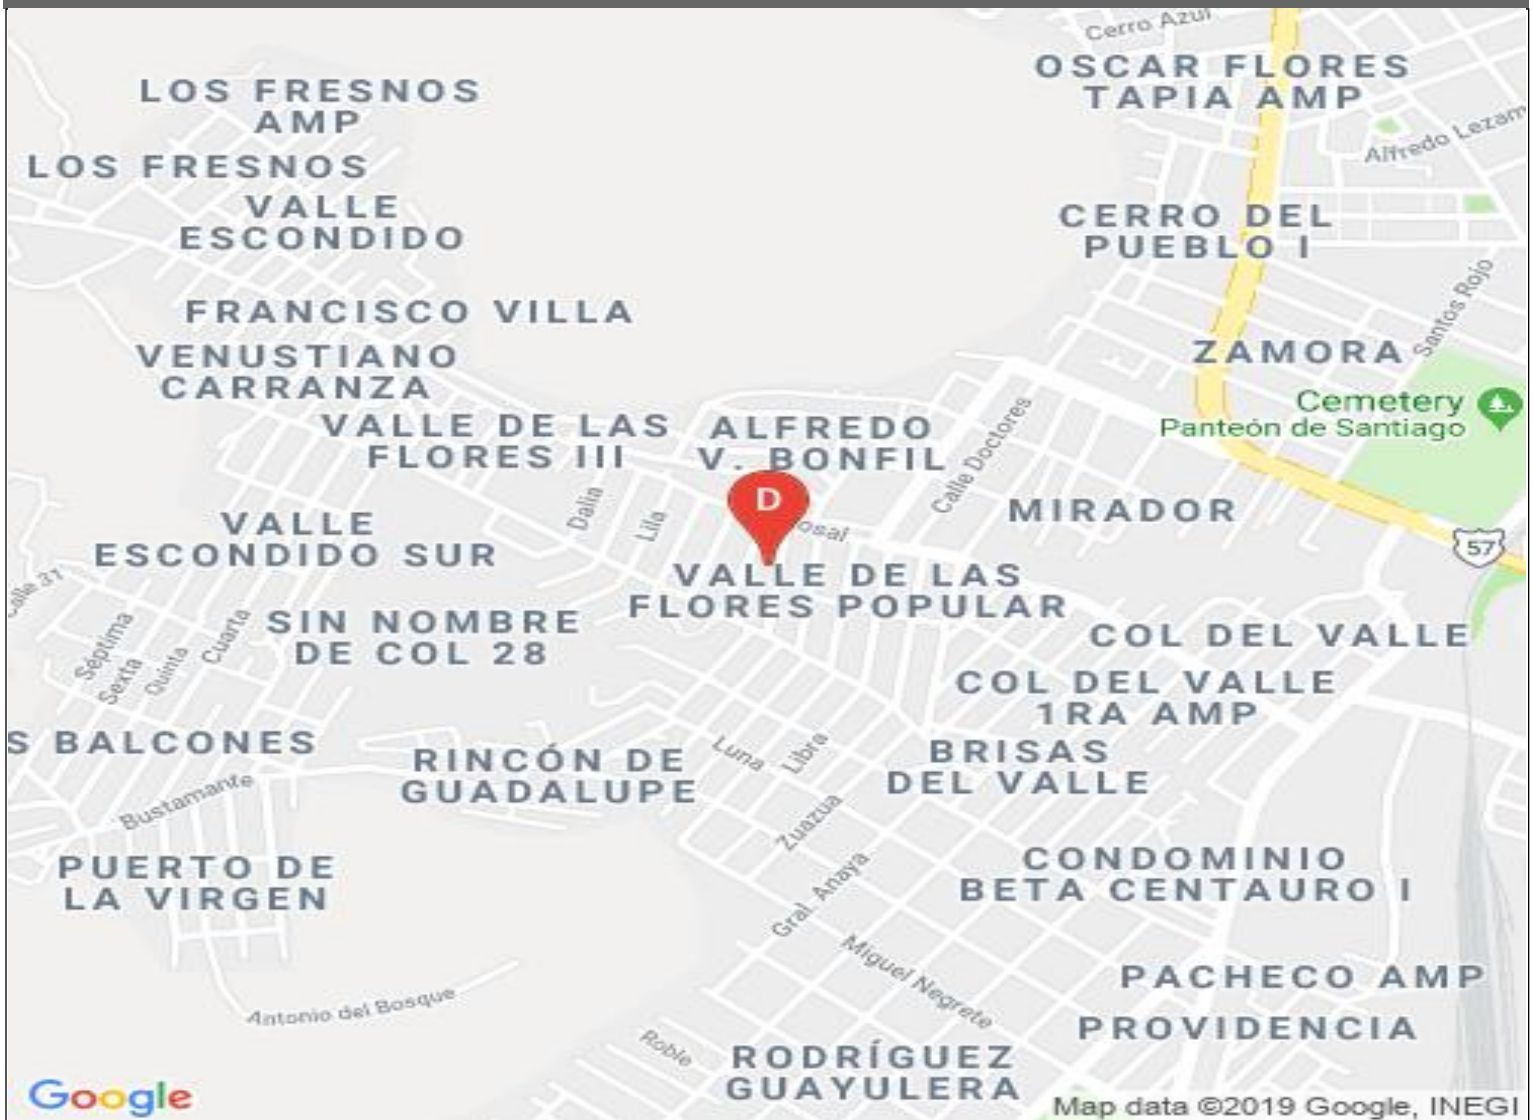 Cerro Azul
OSCAR FLORES
TAPIA AMP
LOS FRESNOS
AMP
Alfredo Lezam
LOS FRESNOS
VALLE
ESCONDIDO
CERRO DEL
PUEBLO I
Santos Rojo
FRANCISCO VILLA
VENUSTIANO
CARRANZA
ZAMORA
Cemetery
Panteón de Santiago
VALLE DE LAS
FLORES III
ALFREDO
V. BONFIL
Calle Doctores
D
Dalia
Lila
osal
MIRADOR
57
VALLE
ESCONDIDO SUR
VALLE DE LAS
FLORES POPULAR
alle 31
Séptima
Sexta
Quinta
Cuarta
SIN NOMBRE
DE COL 28
COL DEL VALLE
COL DEL VALLE
1RA AMP
S BALCONES
RINCÓN DE
GUADALUPE
Luna
Libra
BRISAS
DEL VALLE
Bustamante
Zuazua
PUERTO DE
LA VIRGEN
Gral. Anaya
CONDOMINIO
BETA CENTAURO I
Miguel Negrete
PACHECO AMP
Antonio del Bosque
PROVIDENCIA
Roble
RODRÍGUEZ
GUAYULERA
Google
Map data ©2019 Google, INEGI